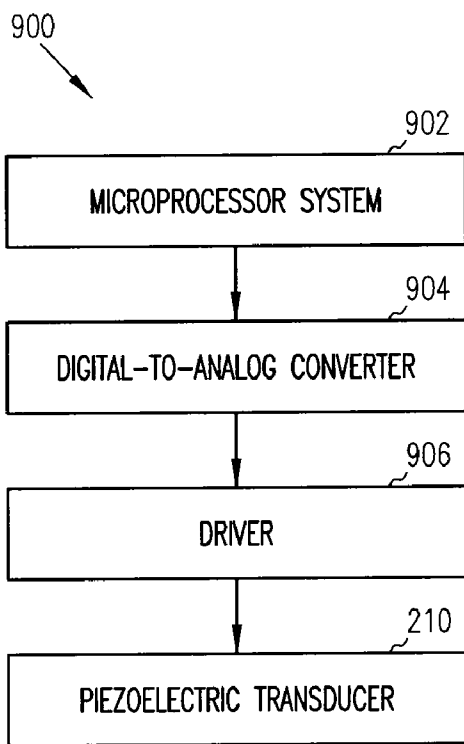 900
902
MICROPROCESSOR SYSTEM
904
DIGITAL-TO-ANALOG CONVERTER
906
DRIVER
210
PIEZOELECTRIC TRANSDUCER